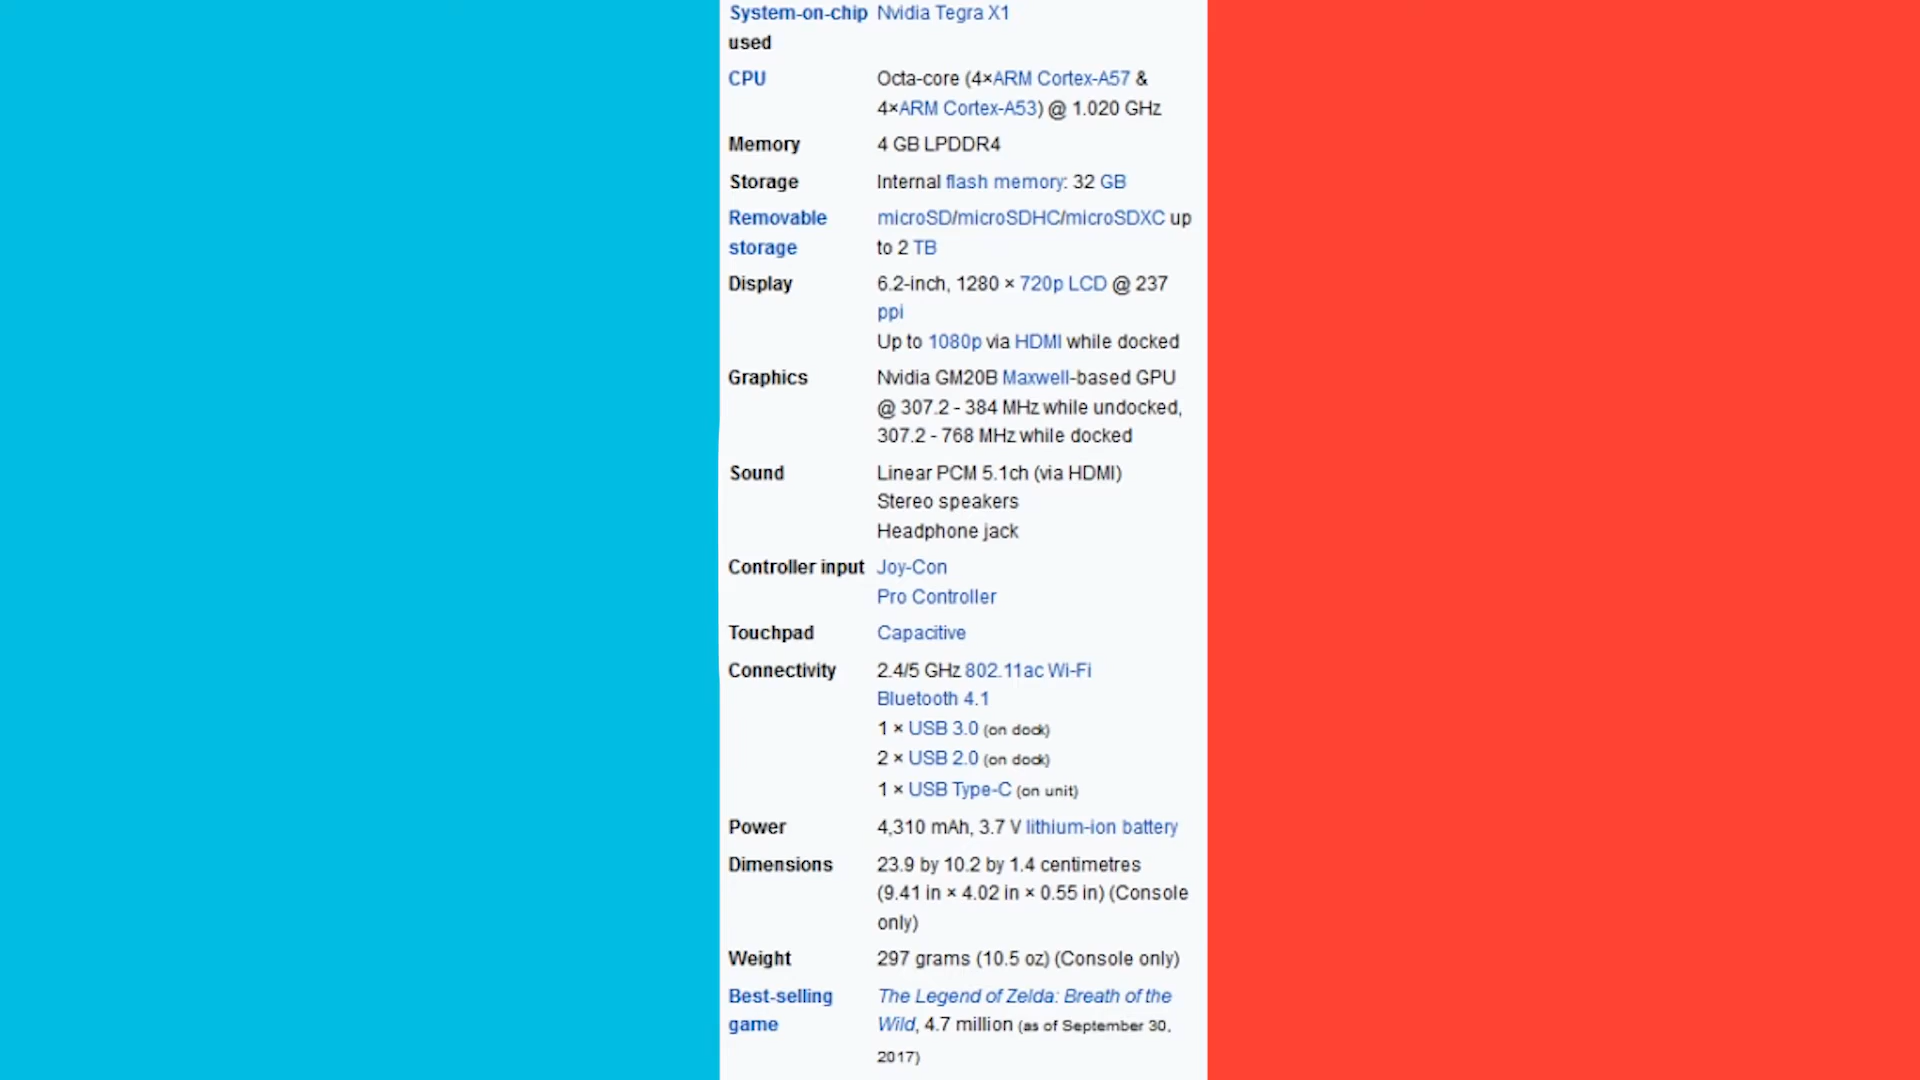 System-on-chip used Nvidia Tegra X1
CPU Octa-core (4×ARM Cortex-A57 &
4×ARM Cortex-A53) @ 1.020 GHz
Memory 4 GB LPDDR4
Storage Internal flash memory: 32 GB
Removable storage microSD/microSDHC/microSDXC up
to 2 TB
Display 6.2-inch, 1280 × 720p LCD @ 237
ppi
Up to 1080p via HDMI while docked
Graphics Nvidia GM20B Maxwell-based GPU
@ 307.2 - 384 MHz while undocked,
307.2 - 768 MHz while docked
Sound Linear PCM 5.1ch (via HDMI)
Stereo speakers
Headphone jack
Controller input Joy-Con
Pro Controller
Touchpad Capacitive
Connectivity 2.4/5 GHz 802.11ac Wi-Fi
Bluetooth 4.1
1 × USB 3.0 (on dock)
2 × USB 2.0 (on dock)
1 × USB Type-C (on unit)
Power 4,310 mAh, 3.7 V lithium-ion battery
Dimensions 23.9 by 10.2 by 1.4 centimetres
(9.41 in × 4.02 in × 0.55 in) (Console
only)
Weight 297 grams (10.5 oz) (Console only)
Best-selling game The Legend of Zelda: Breath of the
Wild, 4.7 million (as of September 30,
2017)